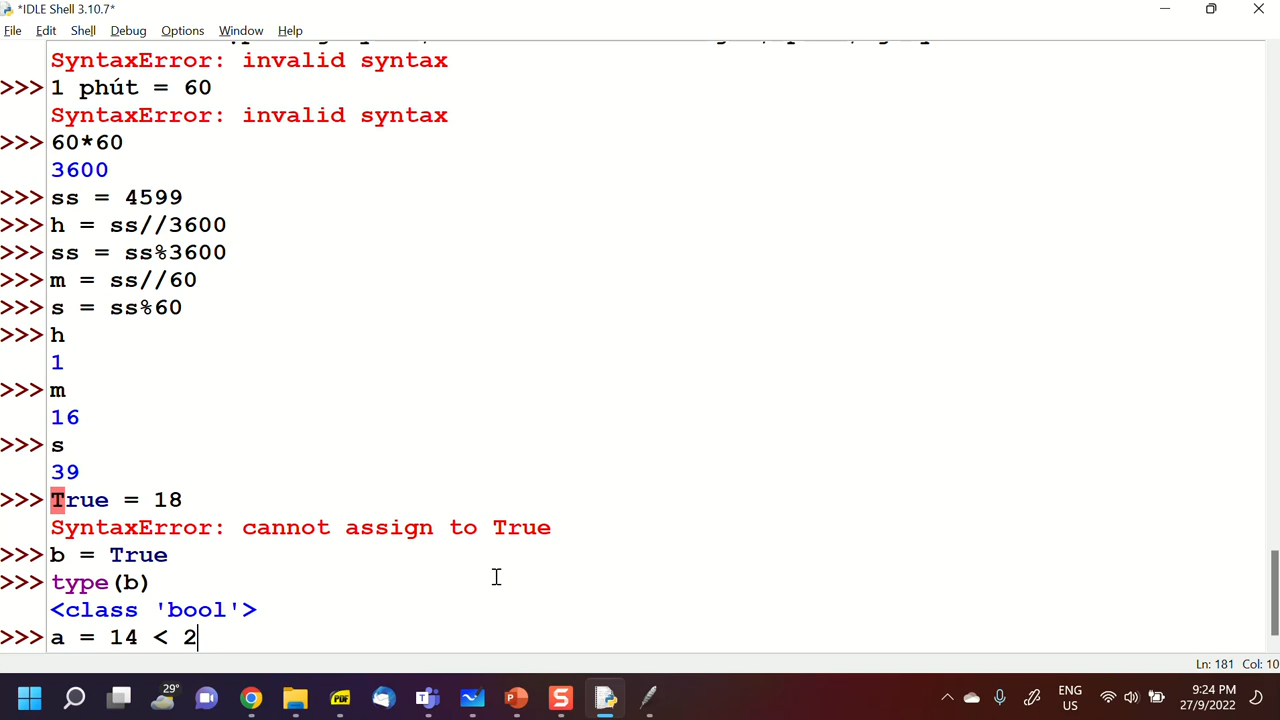 *IDLE Shell 3.10.7*
File Edit Shell Debug Options Window Help
SyntaxError: invalid syntax
>>> 1 phút = 60
SyntaxError: invalid syntax
>>> 60*60
3600
>>> ss = 4599
>>> h = ss//3600
>>> ss = ss%3600
>>> m = ss//60
>>> s = ss%60
>>> h
1
>>> m
16
>>> s
39
>>> True = 18
SyntaxError: cannot assign to True
>>> b = True
>>> type(b)
<class 'bool'>
>>> a = 14 < 2
Ln: 181 Col: 10
29°
PDF
ENG
US
9:24 PM
27/9/2022